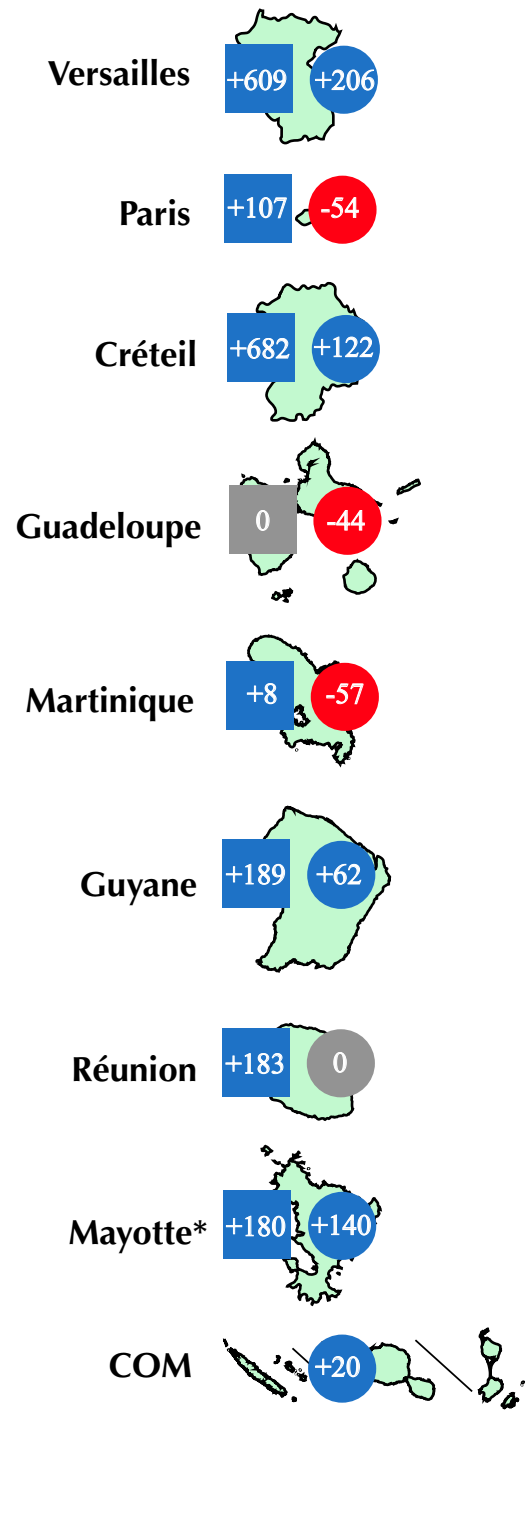 Versailles +609 +206
Paris +107 -54
Créteil +682 +122
Guadeloupe 0 -44
Martinique +8 -57
Guyane +189 +62
Réunion +183 0
Mayotte* +180 +140
COM +20